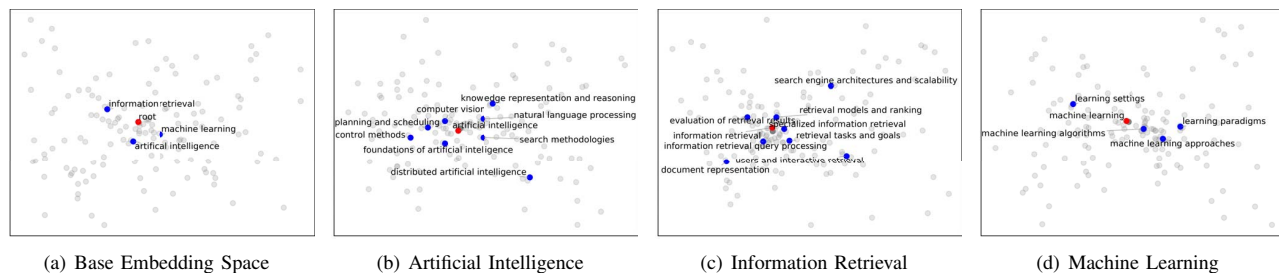 information retrieval
root
machine learning
artifical intelligence
(a) Base Embedding Space
knowedge representation and reasoning
computer vision
natural language processing
planning and scheduling
artificial intelligence
control methods
search methodologies
foundations of artificial inteligence
distributed artificial intelligence
(b) Artificial Intelligence
search engine architectures and scalability
retrieval models and ranking
evaluation of retrieval results
specialized information retrieval
information retrieval
retrieval tasks and goals
information retrieval query processing
users and interactive retrieval
document representation
(c) Information Retrieval
learning settings
machine learning
learning paradigms
machine learning algorithms
machine learning approaches
(d) Machine Learning